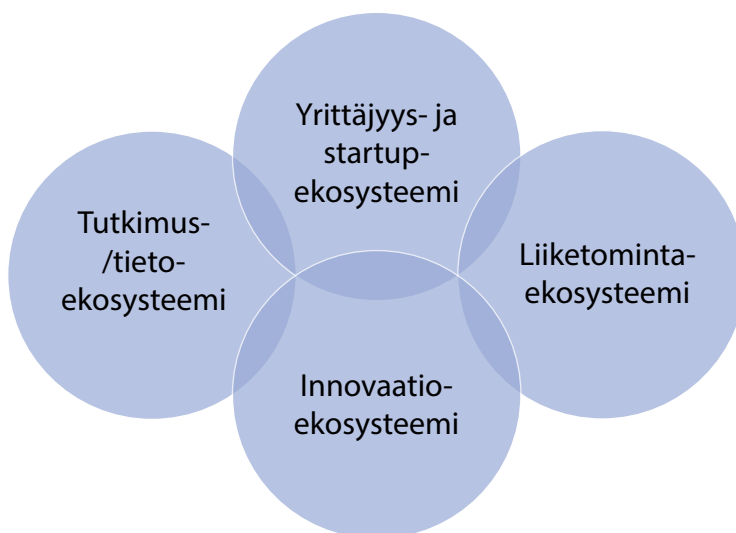 Yrittäjyys- ja
startup-
ekosysteemi
Tutkimus-
/tieto-
ekosysteemi
Liiketominta-
ekosysteemi
Innovaatio-
ekosysteemi